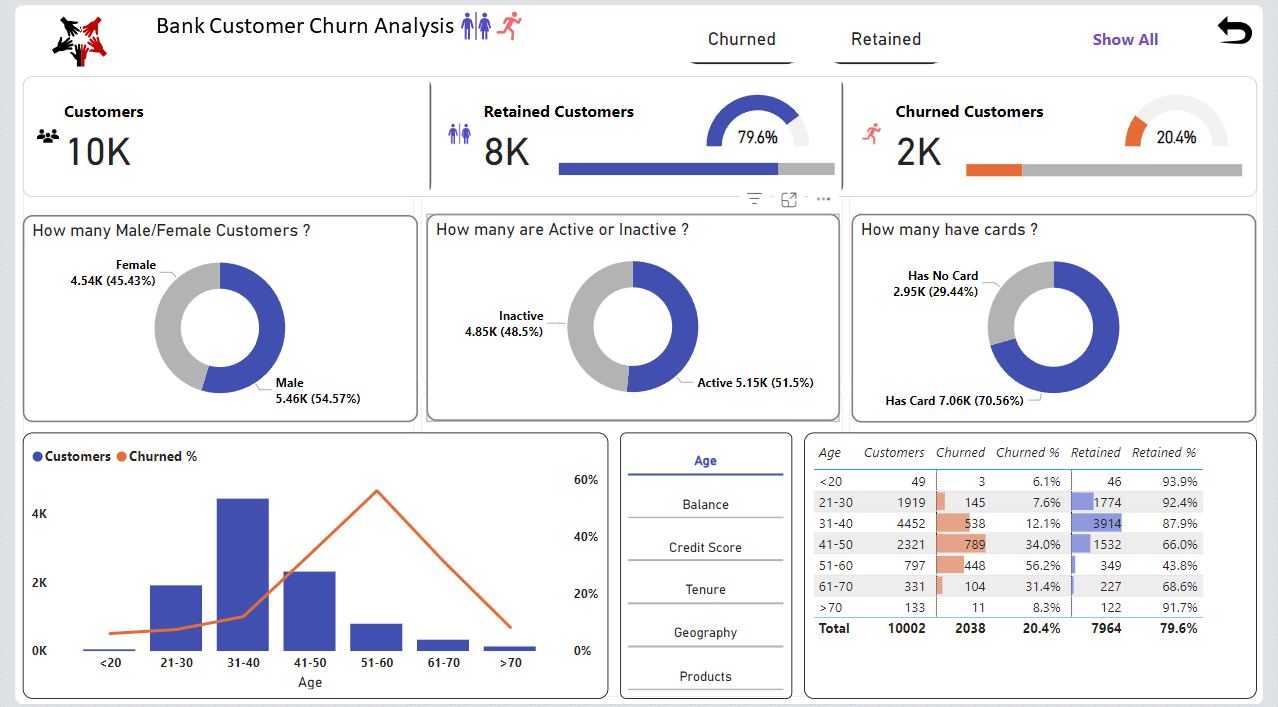 Bank Customer Churn Analysis
Churned
Retained
Show All
Customers
10K
Retained Customers
8K
79.6%
Churned Customers
2K
20.4%
How many Male/Female Customers ?
Female
4.54K (45.43%)
Male
5.46K (54.57%)
How many are Active or Inactive ?
Inactive
4.85K (48.5%)
Active 5.15K (51.5%)
How many have cards ?
Has No Card
2.95K (29.44%)
Has Card 7.06K (70.56%)
Customers Churned %
4K
2K
0K
60%
40%
20%
0%
<20 21-30 31-40 41-50 51-60 61-70 >70
Age
Age
Balance
Credit Score
Tenure
Geography
Products
Age Customers Churned Churned % Retained Retained %
<20 49 3 6.1% 46 93.9%
21-30 1919 145 7.6% 1774 92.4%
31-40 4452 538 12.1% 3914 87.9%
41-50 2321 789 34.0% 1532 66.0%
51-60 797 448 56.2% 349 43.8%
61-70 331 104 31.4% 227 68.6%
>70 133 11 8.3% 122 91.7%
Total 10002 2038 20.4% 7964 79.6%